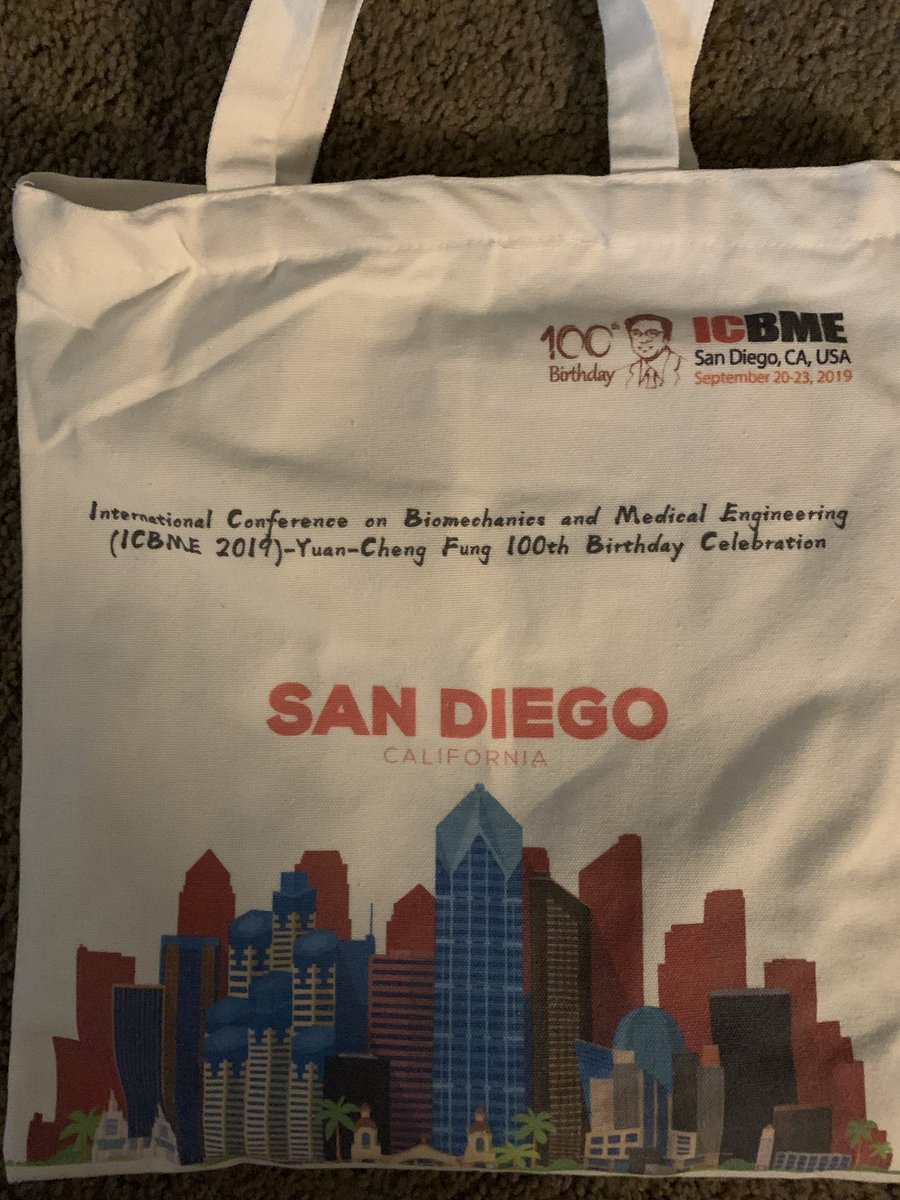 100th
Birthday
ICBME
San Diego, CA, USA
September 20-23, 2019
International Conference on Biomechanics and Medical Engineering
(ICBME 2019)-Yuan-Cheng Fung 100th Birthday Celebration
SAN DIEGO
CALIFORNIA